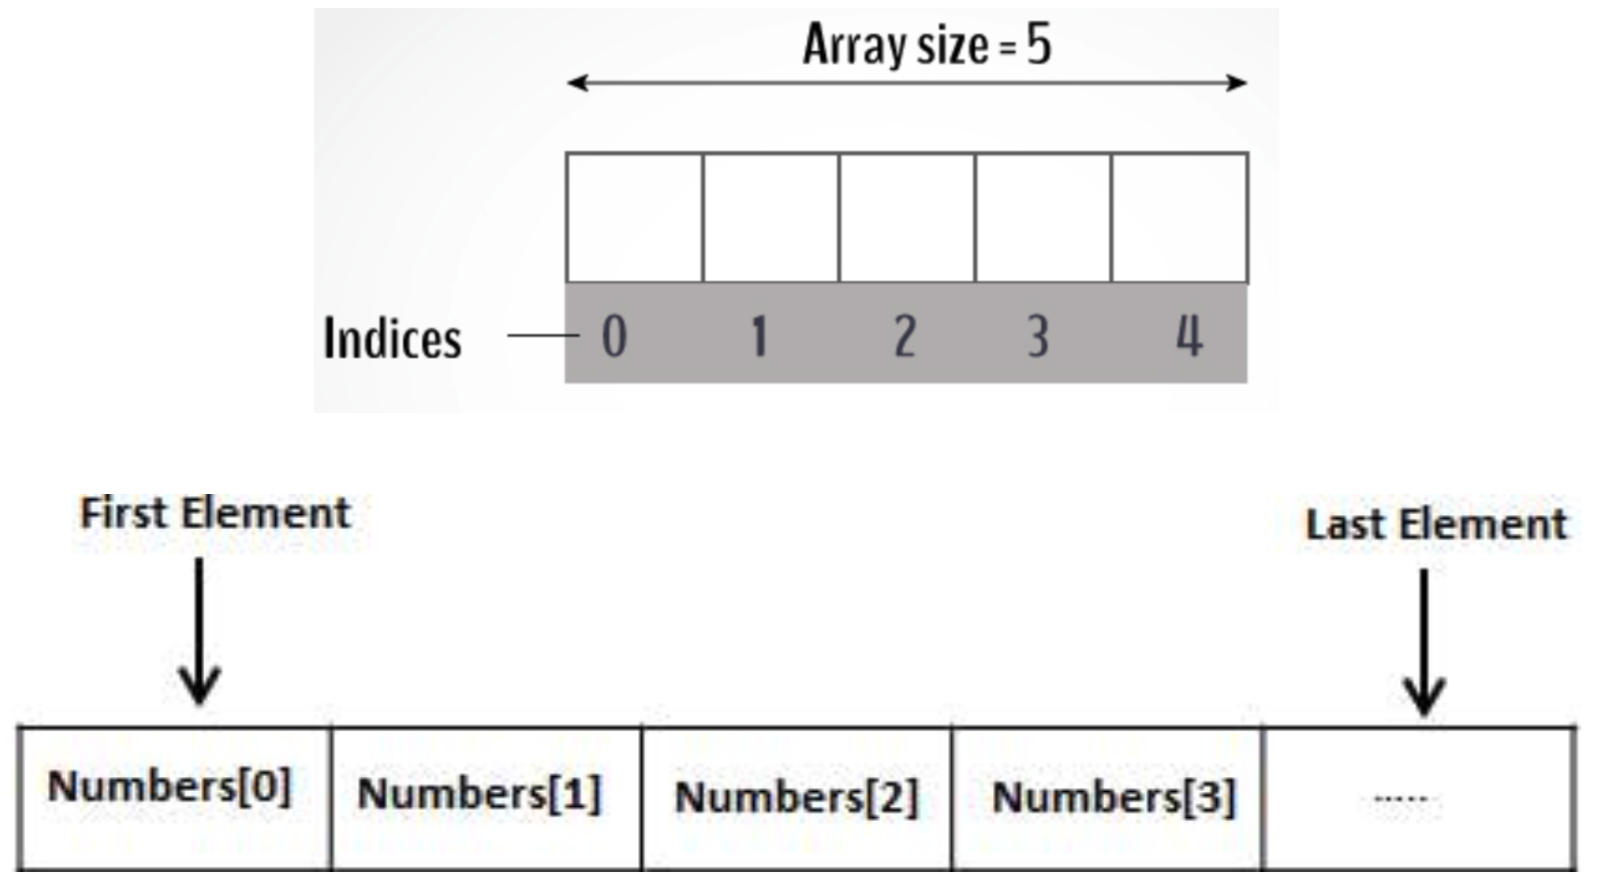 Array size = 5
Indices 0 1 2 3 4
First Element
Last Element
Numbers[0] Numbers[1] Numbers[2] Numbers[3] .....